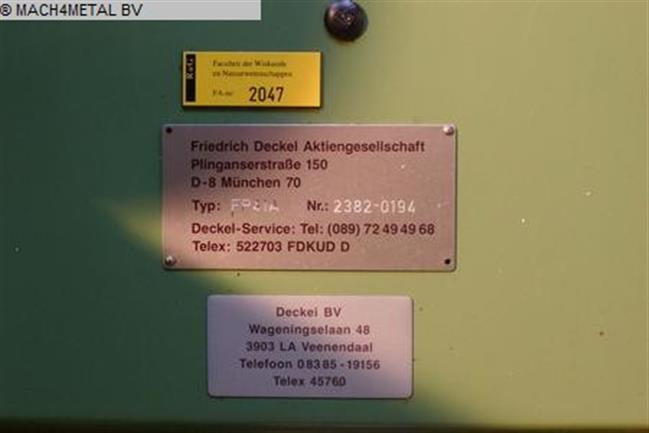 ® MACH4METAL BV
RuG
Faculteit der Wiskunde
en Natuurwetenschappen
FA-nr: 2047
Friedrich Deckel Aktiengesellschaft
Plinganserstraße 150
D-8 München 70
Typ: Nr.: 2382-0194
Deckel-Service: Tel: (089) 72 49 49 68
Telex: 522703 FDKUD D
Deckel BV
Wageningselaan 48
3903 LA Veenendaal
Telefoon 08385-19156
Telex 45760